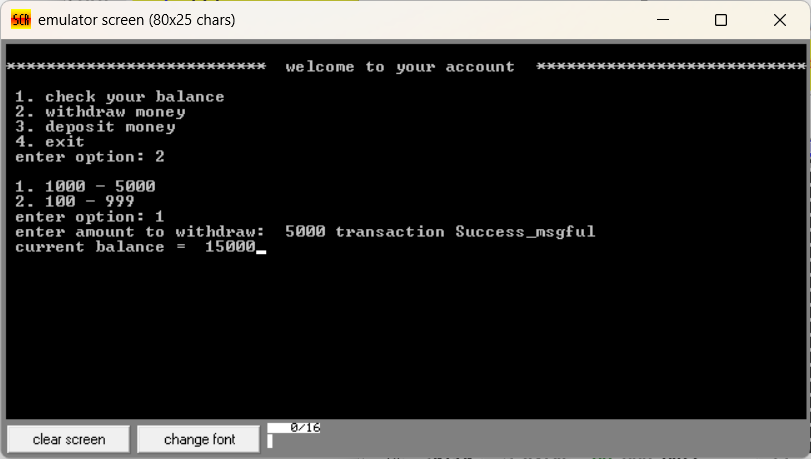 emulator screen (80x25 chars)
************************** welcome to your account ***************************
1. check your balance
2. withdraw money
3. deposit money
4. exit
enter option: 2
1. 1000 - 5000
2. 100 - 999
enter option: 1
enter amount to withdraw: 5000 transaction Success_msgful
current balance = 15000
clear screen
change font
0/16